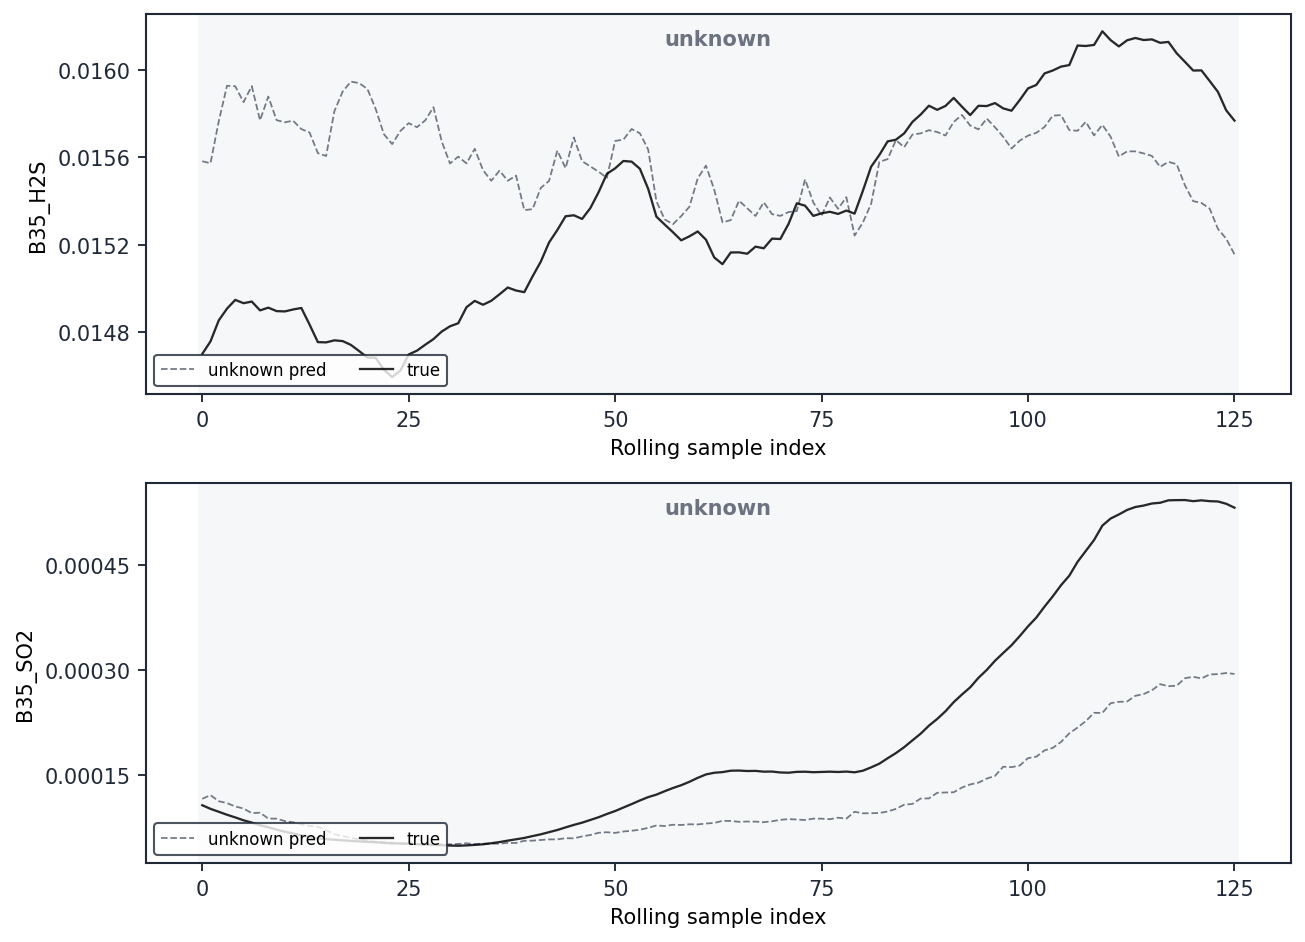 unknown
0.0160
0.0156
0.0152
0.0148
B35_H2S
unknown pred true
0 25 50 75 100 125
Rolling sample index
unknown
0.00045
0.00030
0.00015
B35_SO2
unknown pred true
0 25 50 75 100 125
Rolling sample index